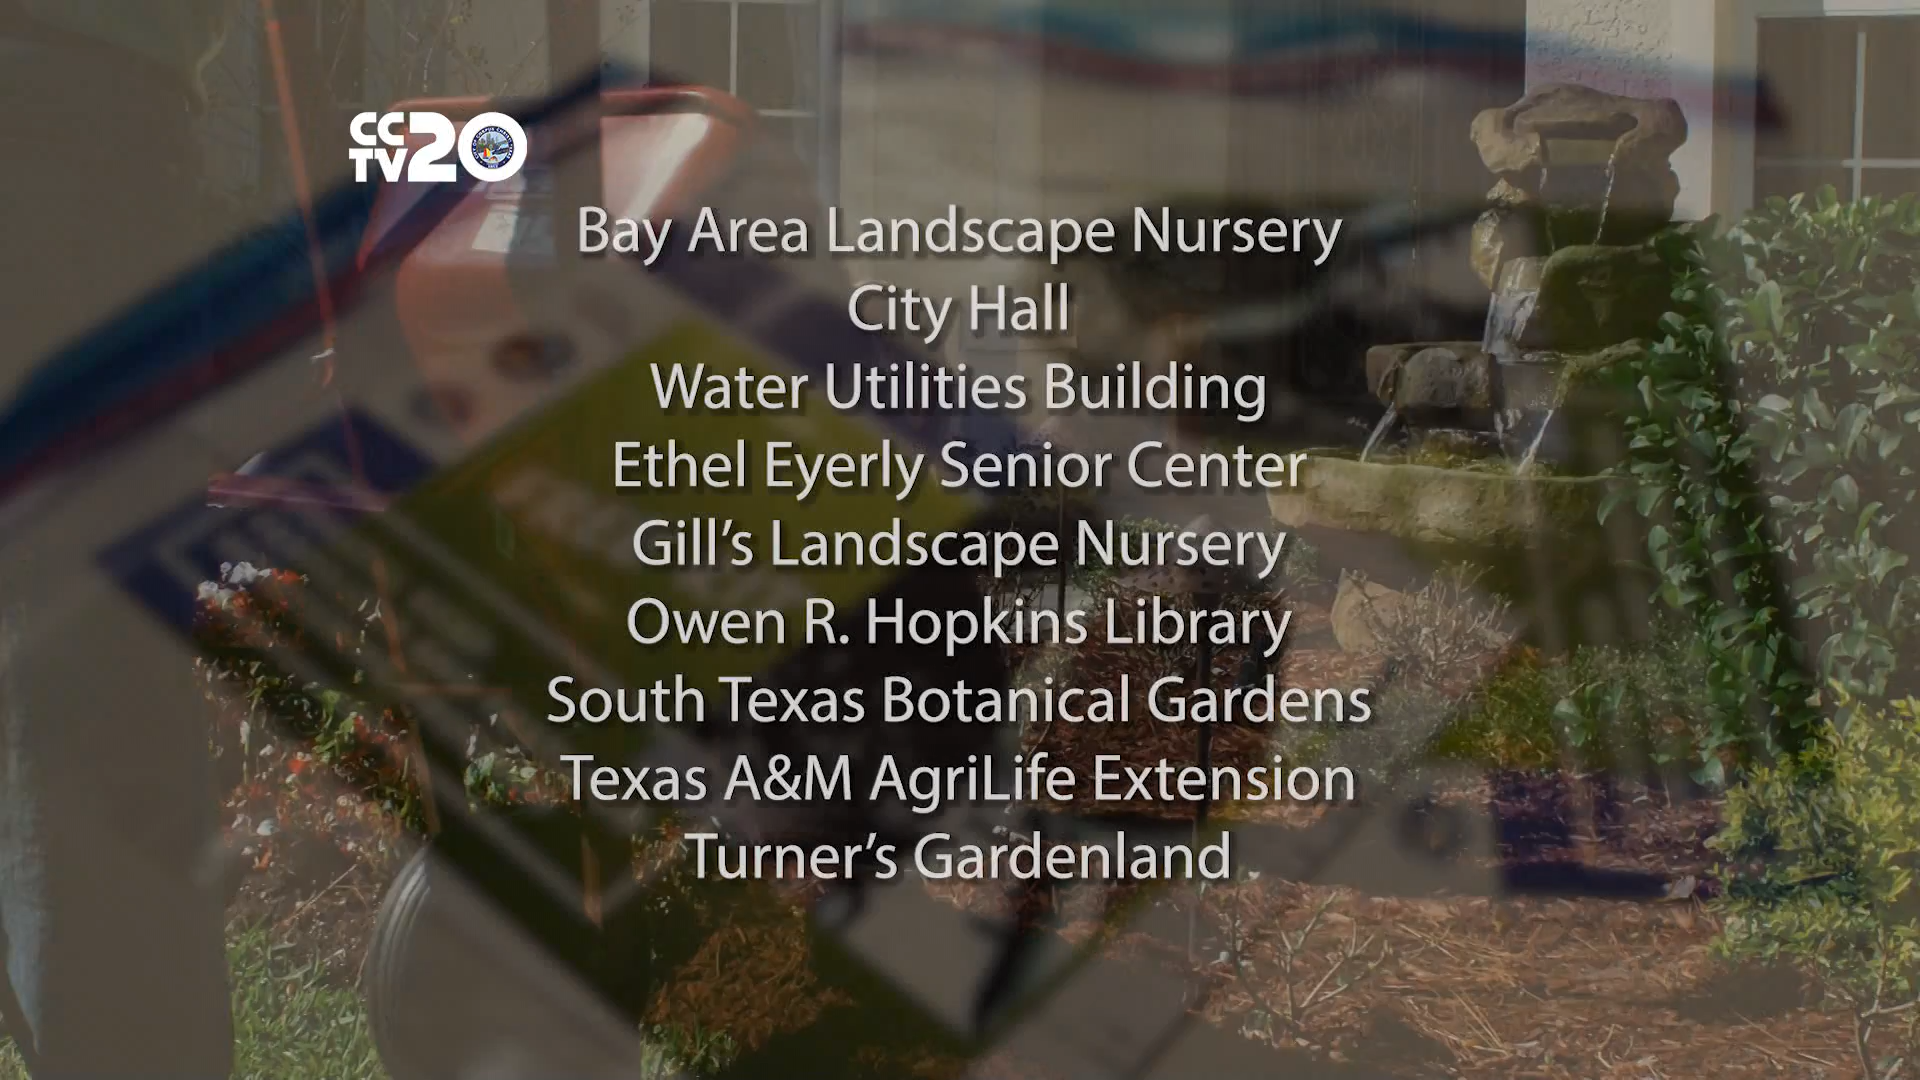 CC
TV20
Bay Area Landscape Nursery
City Hall
Water Utilities Building
Ethel Eyerly Senior Center
Gill’s Landscape Nursery
Owen R. Hopkins Library
South Texas Botanical Gardens
Texas A&M AgriLife Extension
Turner’s Gardenland